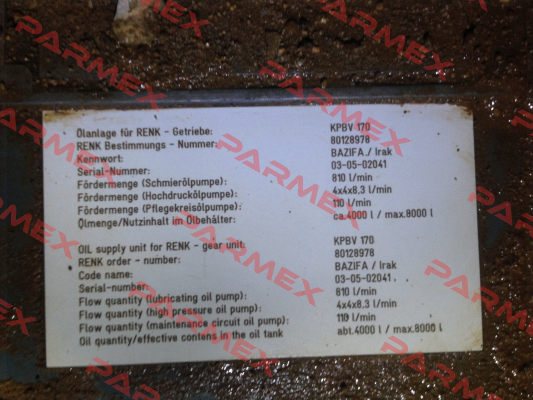 Ölanlage für RENK - Getriebe: KPBV 170
RENK Bestimmungs - Nummer: 80128978
Kennwort: BAZIFA / Irak
Serial-Nummer: 03-05-02041
Fördermenge (Schmierölpumpe): 810 l/min
Fördermenge (Hochdruckölpumpe): 4x4x8,3 l/min
Fördermenge (Pflegekreisölpumpe): 110 l/min
Ölmenge/Nutzinhalt im Ölbehälter: ca.4000 l / max.8000 l
OIL supply unit for RENK - gear unit: KPBV 170
RENK order - number: 80128978
Code name: BAZIFA / Irak
Serial-number: 03-05-02041
Flow quantity (lubricating oil pump): 810 l/min
Flow quantity (high pressure oil pump): 4x4x8,3 l/min
Flow quantity (maintenance circuit oil pump): 110 l/min
Oil quantity/effective contens in the oil tank abt.4000 l / max.8000 l
PARMEX
PARMEX
PARMEX
PARMEX
PARMEX
PARMEX
PARMEX